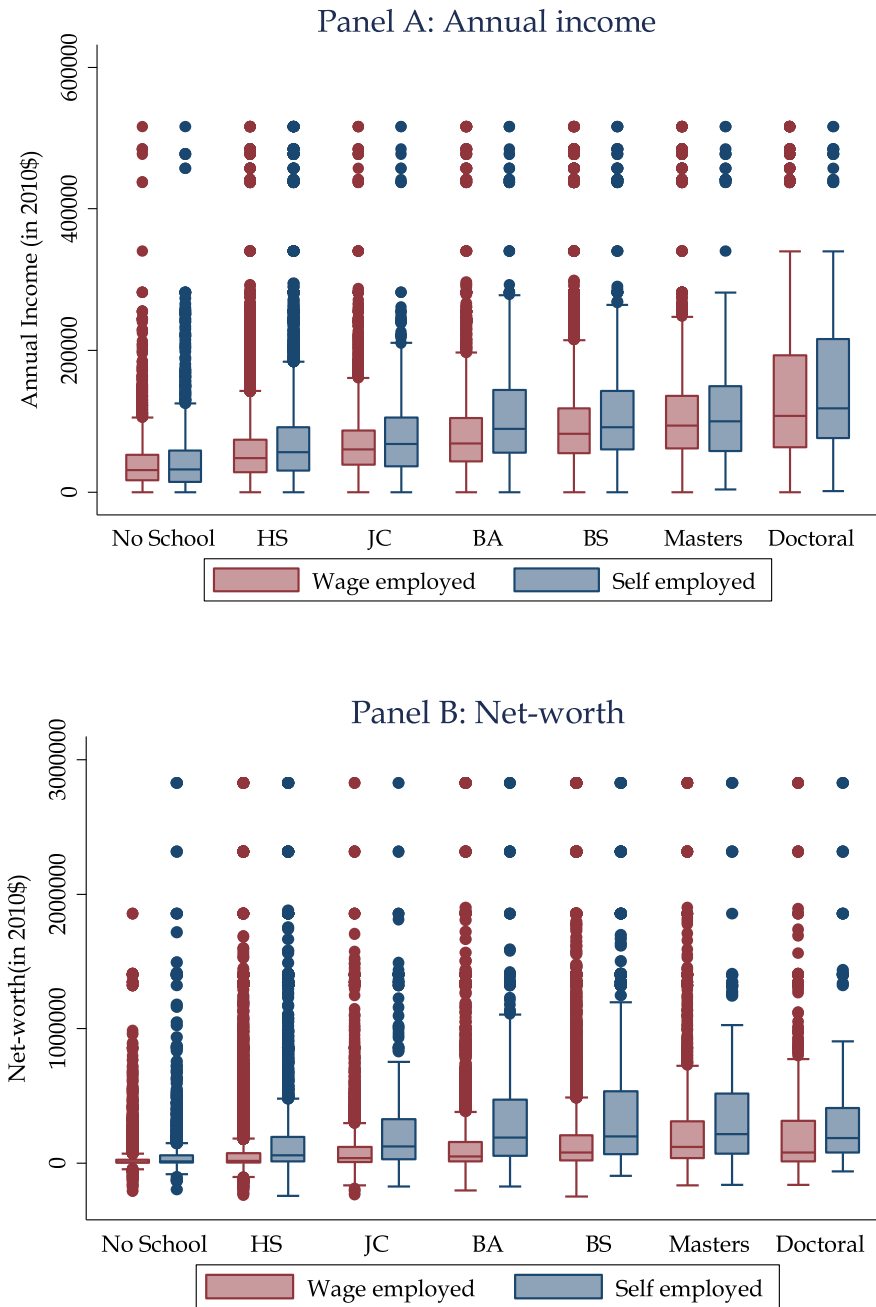 Panel A: Annual income
Annual Income (in 2010$)
600000
400000
200000
0
No School HS JC BA BS Masters Doctoral
Wage employed Self employed
Panel B: Net-worth
Net-worth(in 2010$)
3000000
2000000
1000000
0
No School HS JC BA BS Masters Doctoral
Wage employed Self employed